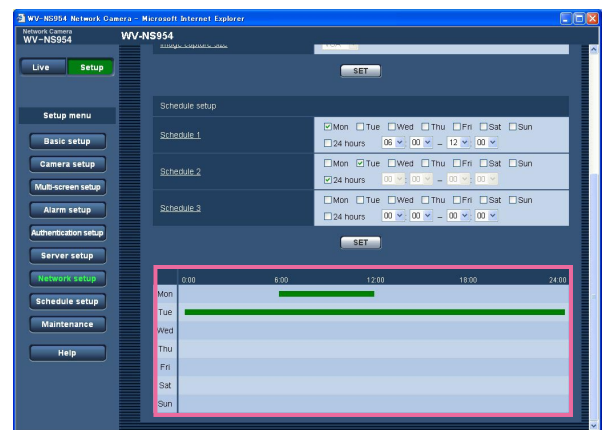 WV-NS954 Network Camera - Microsoft Internet Explorer
Network Camera
WV-NS954
WV-NS954
Live Setup
Image capture size
SET
Setup menu
Basic setup
Camera setup
Multi-screen setup
Alarm setup
Authentication setup
Server setup
Network setup
Schedule setup
Maintenance
Help
Schedule setup
Schedule 1
Mon Tue Wed Thu Fri Sat Sun
24 hours 06 : 00 - 12 : 00
Schedule 2
Mon Tue Wed Thu Fri Sat Sun
24 hours 00 : 00 - 00 : 00
Schedule 3
Mon Tue Wed Thu Fri Sat Sun
24 hours 00 : 00 - 00 : 00
SET
0:00 6:00 12:00 18:00 24:00
Mon
Tue
Wed
Thu
Fri
Sat
Sun